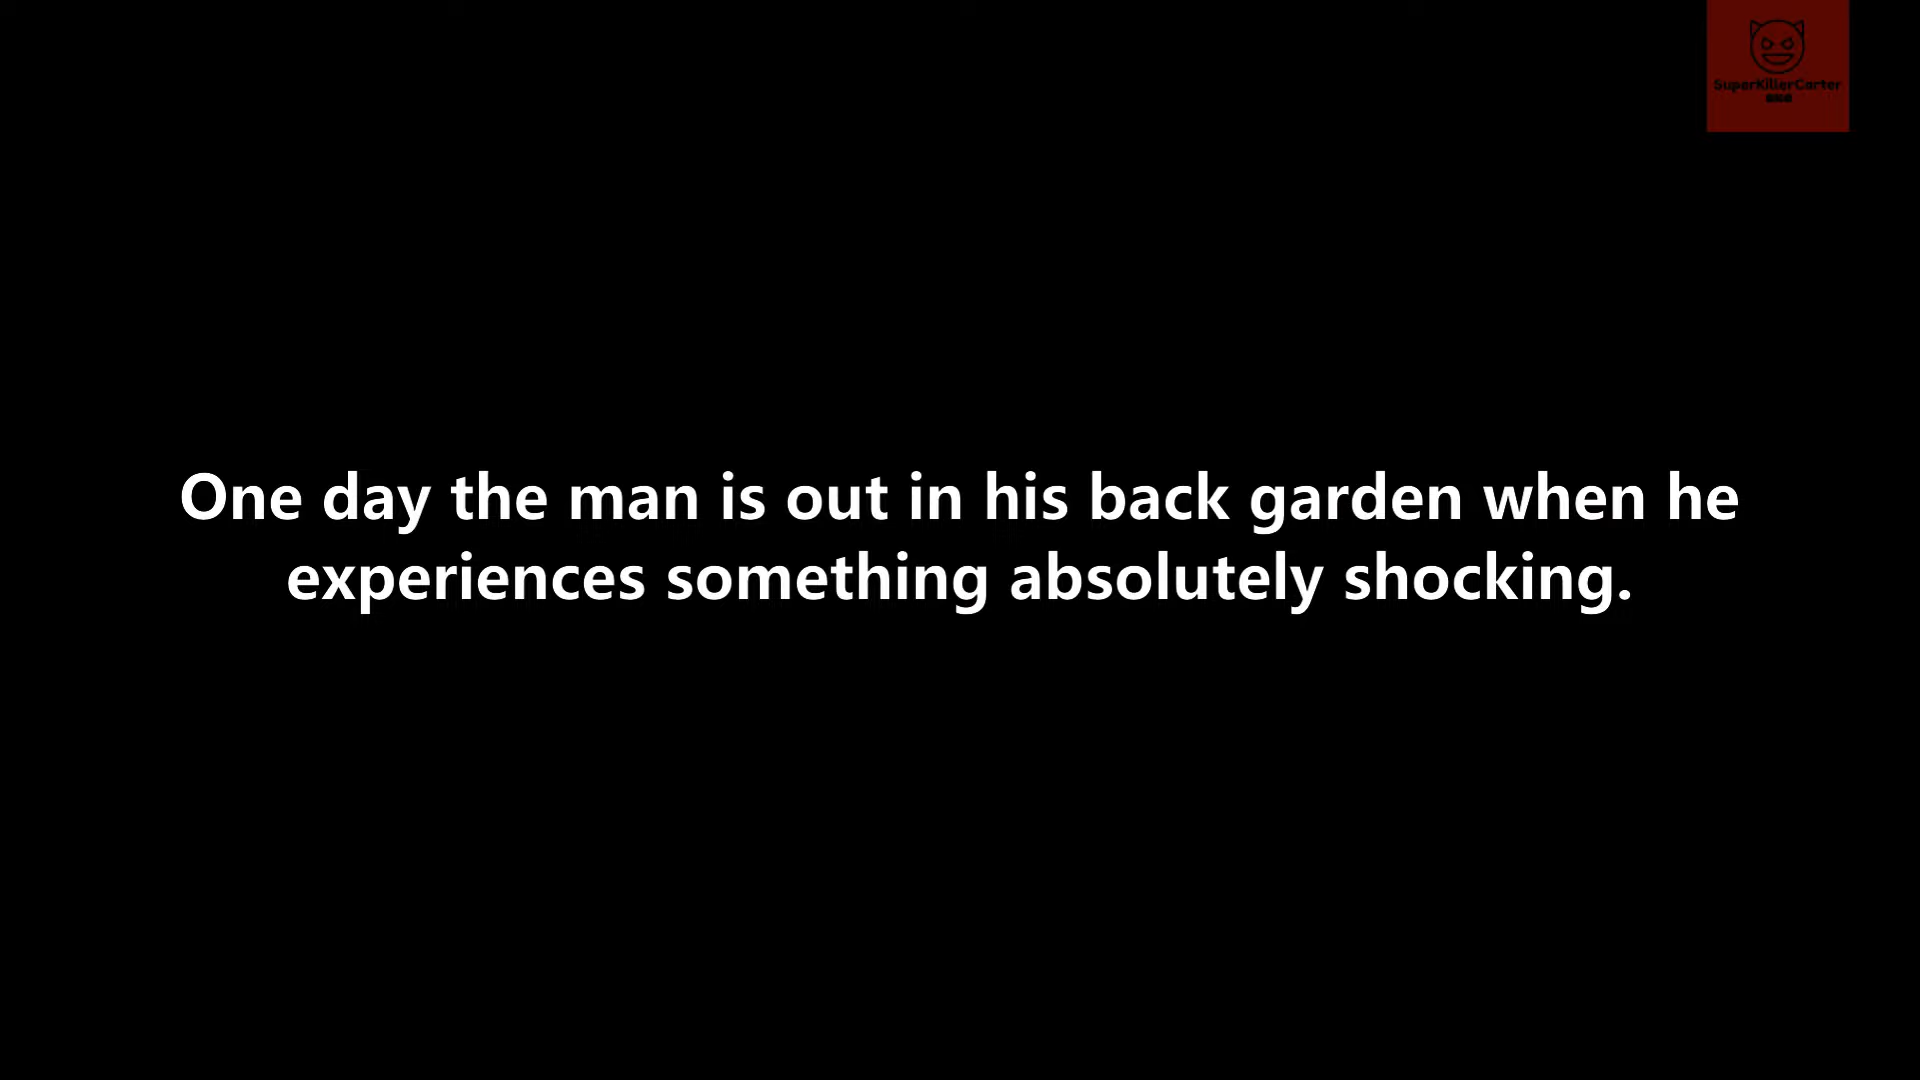 SuperKillerCarter
One day the man is out in his back garden when he
experiences something absolutely shocking.